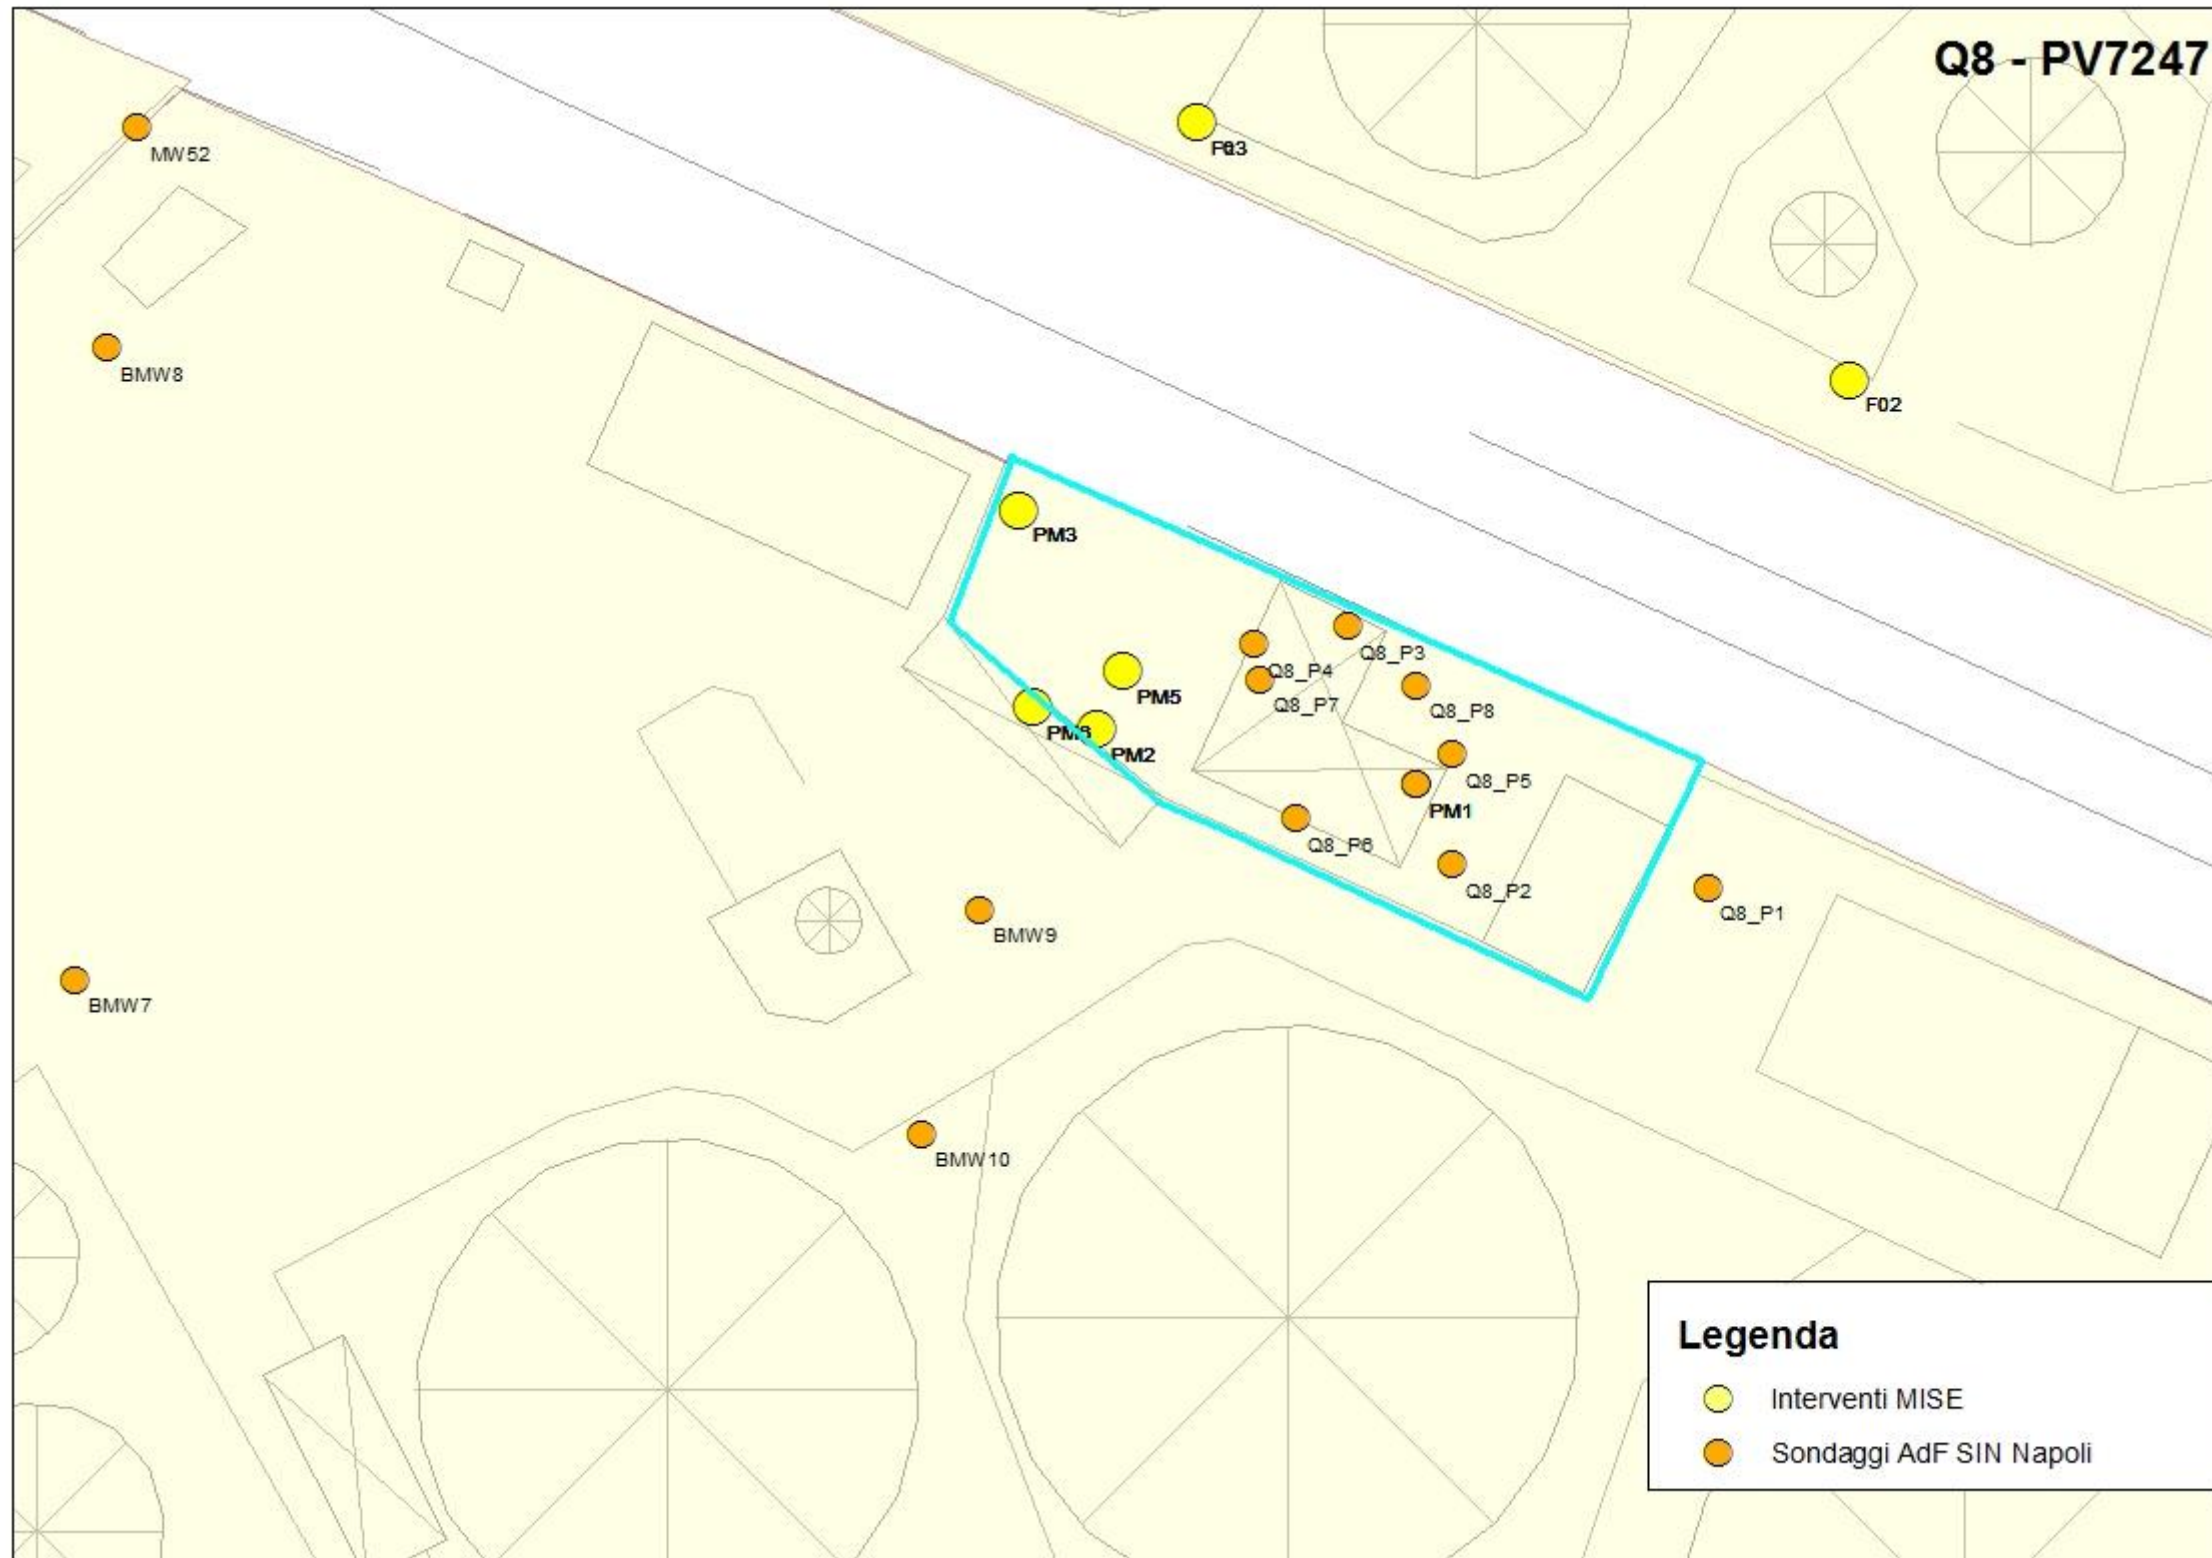 Q8 - PV7247
MW52
F02
BMW8
PM3
Q8_P3
Q8_P4
PM5
Q8_P7
Q8_P8
PM2
Q8_P5
PM1
Q8_P6
Q8_P2
Q8_P1
BMW9
BMW7
BMW10
Legenda
Interventi MISE
Sondaggi AdF SIN Napoli